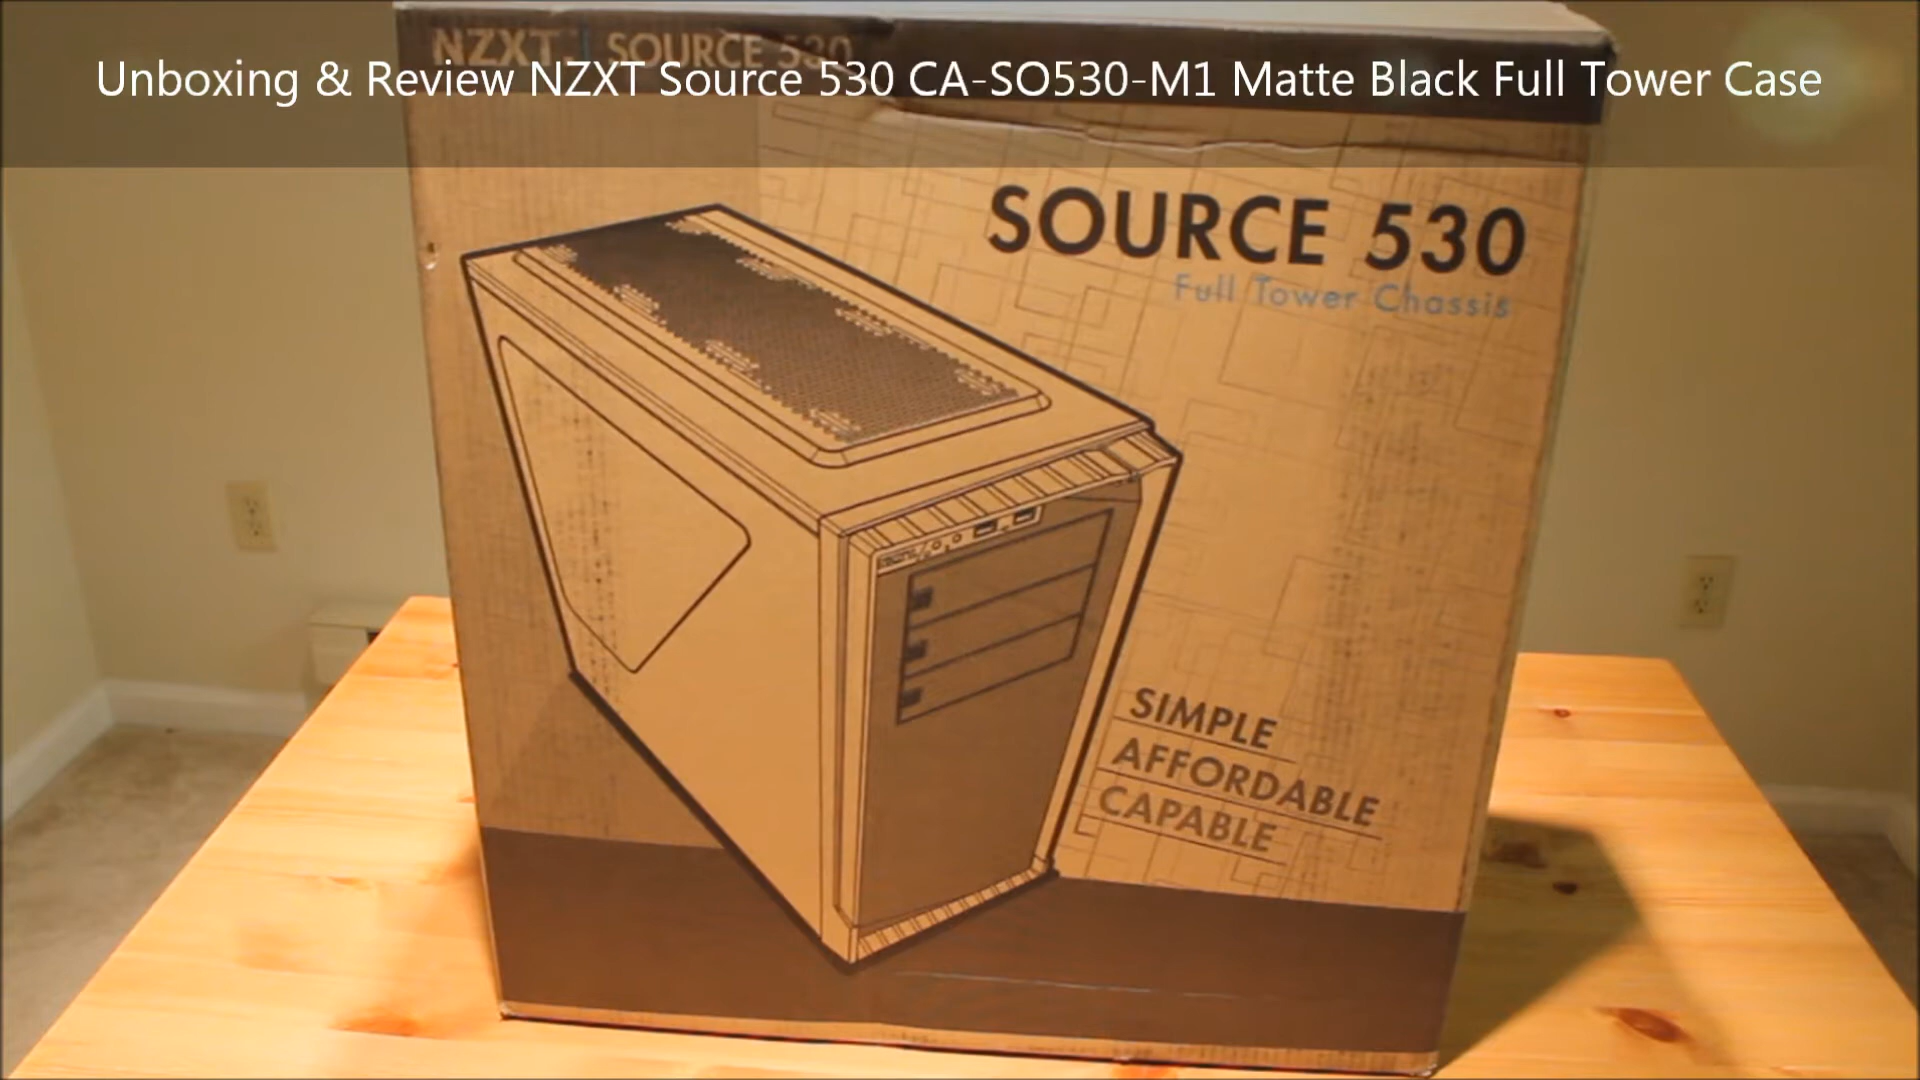 NZXT | SOURCE 530
Unboxing & Review NZXT Source 530 CA-SO530-M1 Matte Black Full Tower Case
SOURCE 530
Full Tower Chassis
SIMPLE
AFFORDABLE
CAPABLE